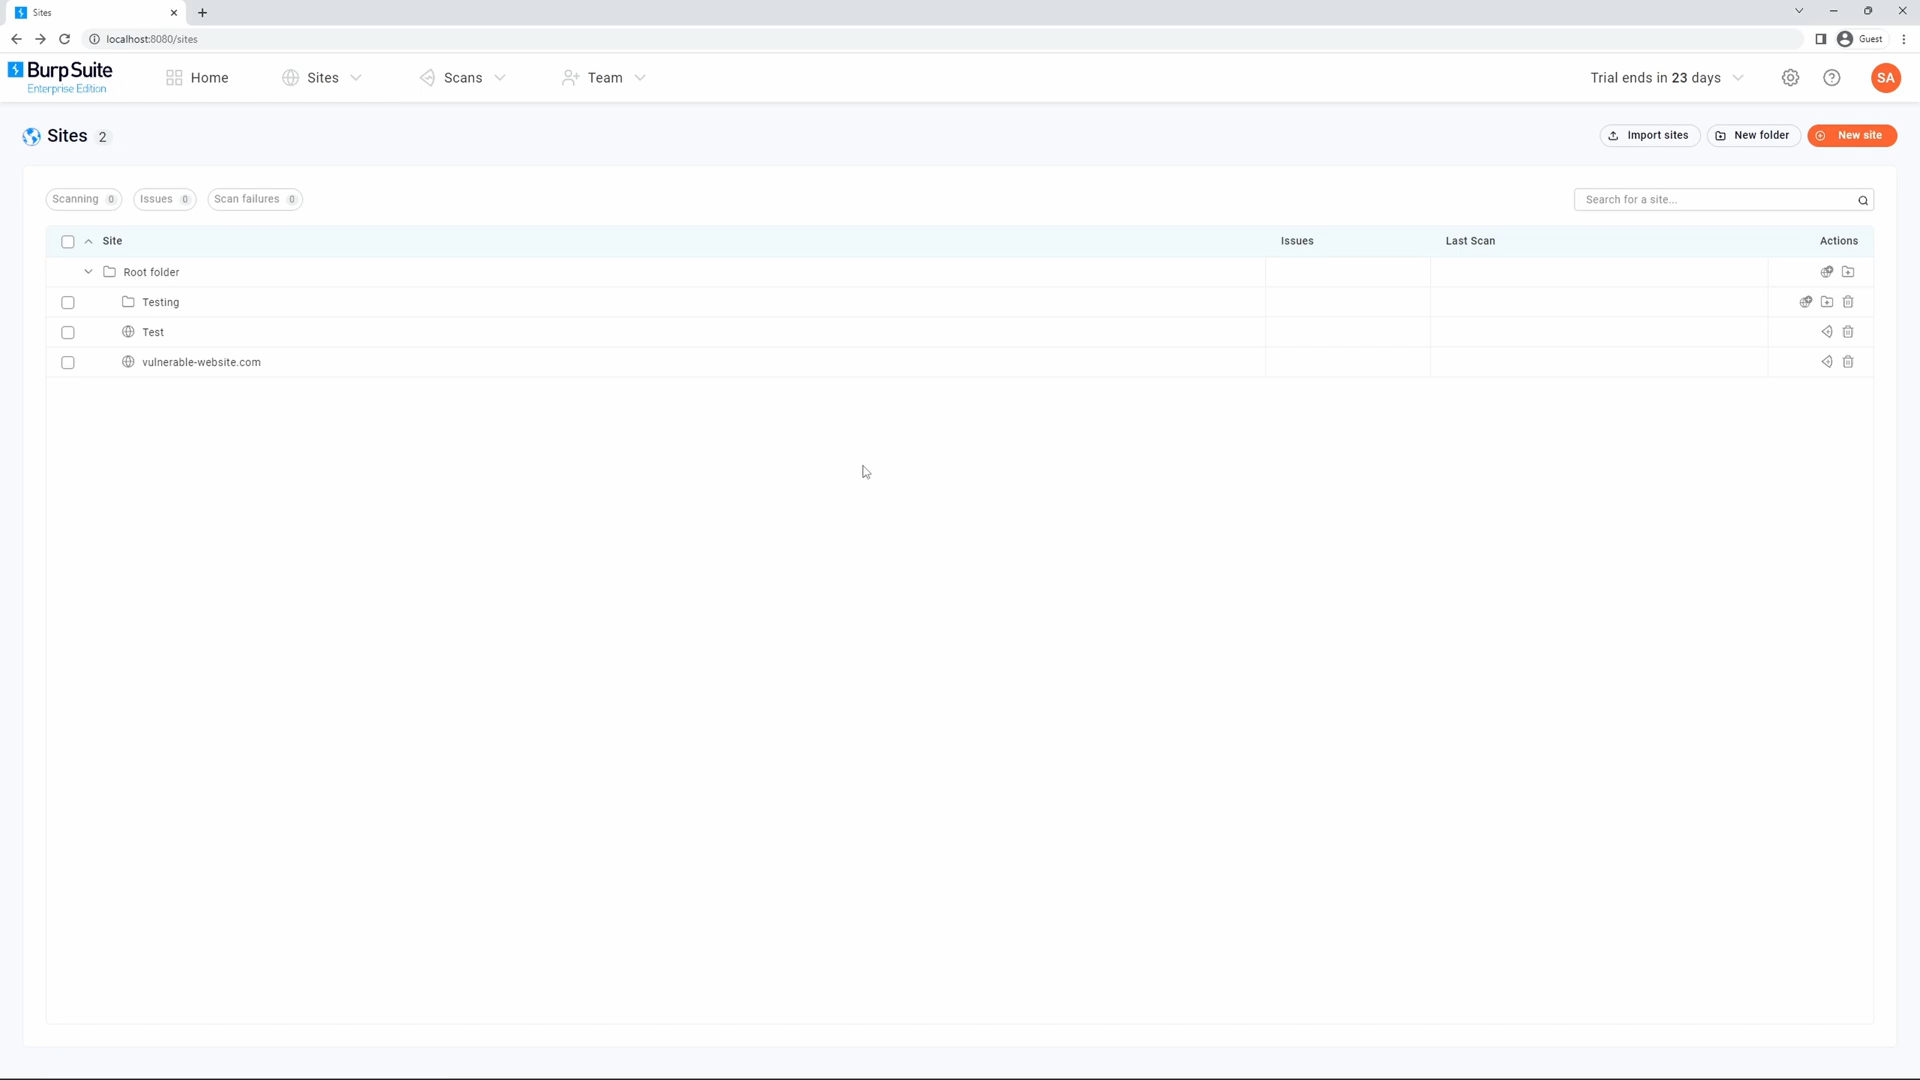 Sites
localhost:8080/sites
Guest
BurpSuite
Enterprise Edition
Home
Sites
Scans
Team
Trial ends in 23 days
SA
Sites 2
Import sites
New folder
New site
Scanning 0
Issues 0
Scan failures 0
Search for a site...
Site
Issues
Last Scan
Actions
Root folder
Testing
Test
vulnerable-website.com